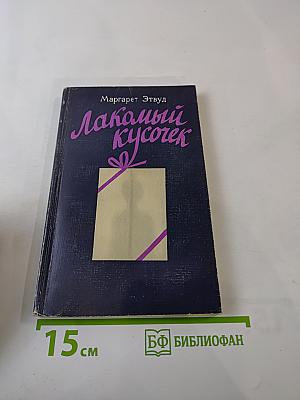 Маргарет Этвуд
Лакомый
кусочек
15 см
БФ БИБЛИОФАН